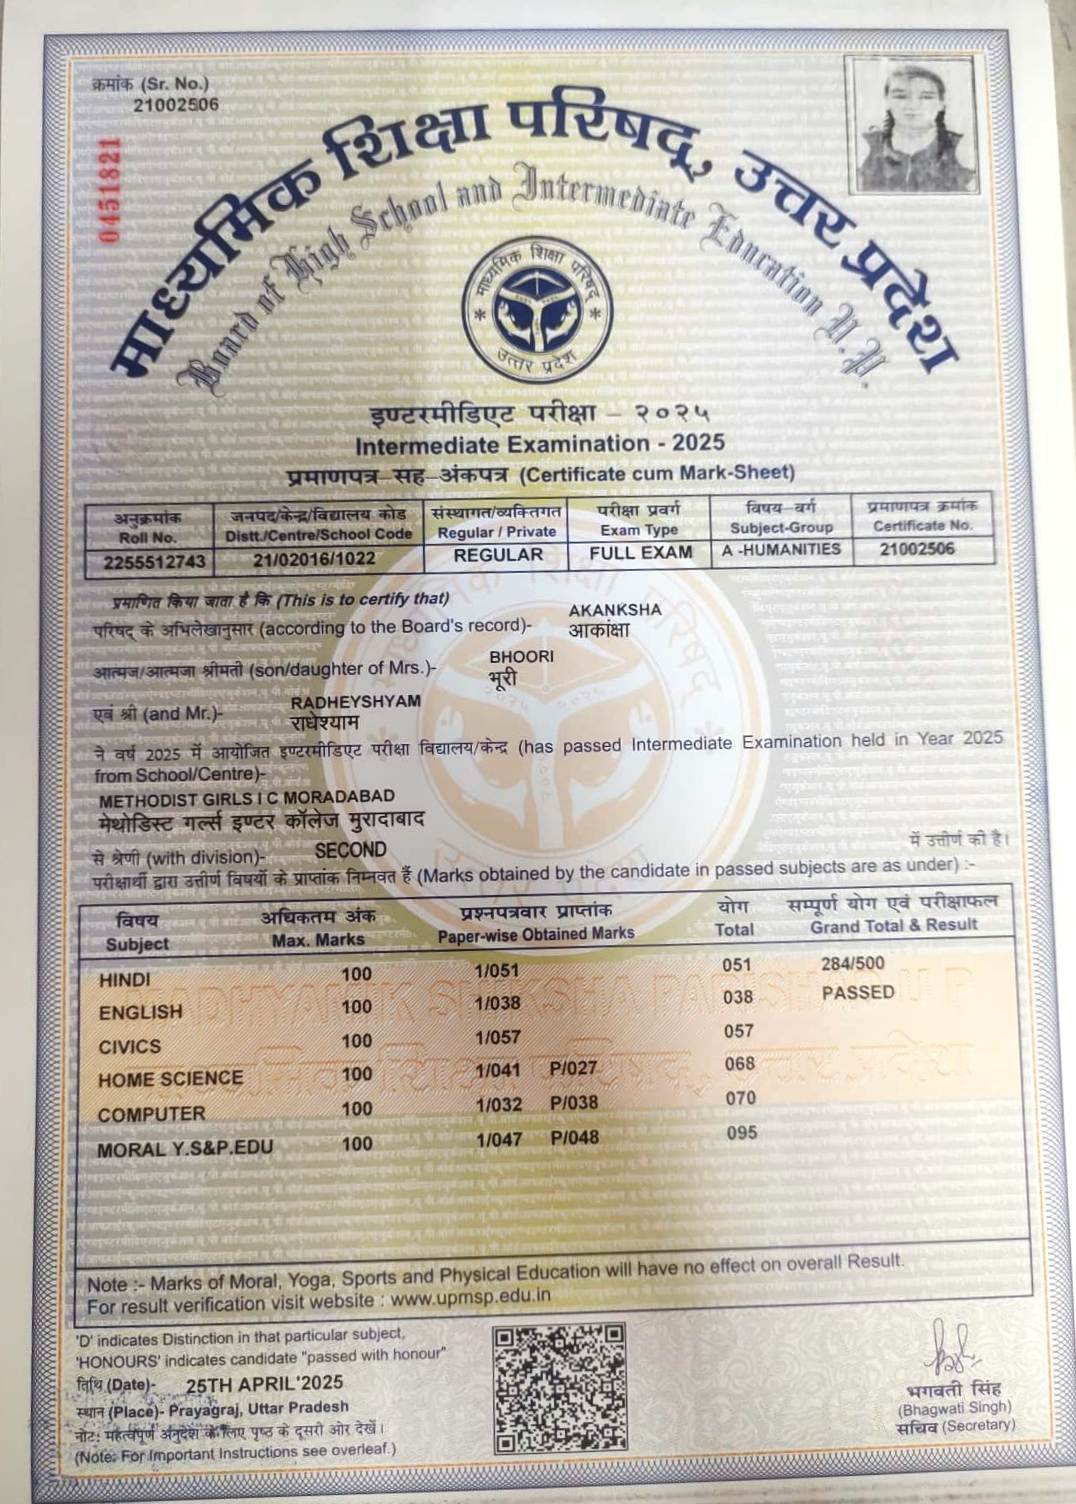 क्रमांक (Sr. No.)
21002506
0451821
माध्यमिक शिक्षा परिषद्, उत्तर प्रदेश
Board of High School and Intermediate Education U.P.
माध्यमिक शिक्षा परिषद
उत्तर प्रदेश
इण्टरमीडिएट परीक्षा – २०२५
Intermediate Examination - 2025
प्रमाणपत्र–सह–अंकपत्र (Certificate cum Mark-Sheet)
अनुक्रमांक जनपद/केन्द्र/विद्यालय कोड संस्थागत/व्यक्तिगत परीक्षा प्रवर्ग विषय–वर्ग प्रमाणपत्र क्रमांक
Roll No. Distt./Centre/School Code Regular / Private Exam Type Subject-Group Certificate No.
2255512743 21/02016/1022 REGULAR FULL EXAM A -HUMANITIES 21002506
प्रमाणित किया जाता है कि (This is to certify that)
परिषद् के अभिलेखानुसार (according to the Board's record)- AKANKSHA
आकांक्षा
आत्मज/आत्मजा श्रीमती (son/daughter of Mrs.)- BHOORI
भूरी
एवं श्री (and Mr.)- RADHEYSHYAM
राधेश्याम
ने वर्ष 2025 में आयोजित इण्टरमीडिएट परीक्षा विद्यालय/केन्द्र (has passed Intermediate Examination held in Year 2025
from School/Centre)-
METHODIST GIRLS I C MORADABAD
मेथोडिस्ट गर्ल्स इण्टर कॉलेज मुरादाबाद
से श्रेणी (with division)- SECOND में उत्तीर्ण की है।
परीक्षार्थी द्वारा उत्तीर्ण विषयों के प्राप्तांक निम्नवत हैं (Marks obtained by the candidate in passed subjects are as under) :-
विषय अधिकतम अंक प्रश्नपत्रवार प्राप्तांक योग सम्पूर्ण योग एवं परीक्षाफल
Subject Max. Marks Paper-wise Obtained Marks Total Grand Total & Result
HINDI 100 1/051 051 284/500
ENGLISH 100 1/038 038 PASSED
CIVICS 100 1/057 057
HOME SCIENCE 100 1/041 P/027 068
COMPUTER 100 1/032 P/038 070
MORAL Y.S&P.EDU 100 1/047 P/048 095
Note :- Marks of Moral, Yoga, Sports and Physical Education will have no effect on overall Result.
For result verification visit website : www.upmsp.edu.in
'D' indicates Distinction in that particular subject,
'HONOURS' indicates candidate "passed with honour"
तिथि (Date)- 25TH APRIL'2025
स्थान (Place)- Prayagraj, Uttar Pradesh
नोट: महत्वपूर्ण अनुदेश के लिए पृष्ठ के दूसरी ओर देखें।
(Note: For Important Instructions see overleaf.)
भगवती सिंह
(Bhagwati Singh)
सचिव (Secretary)